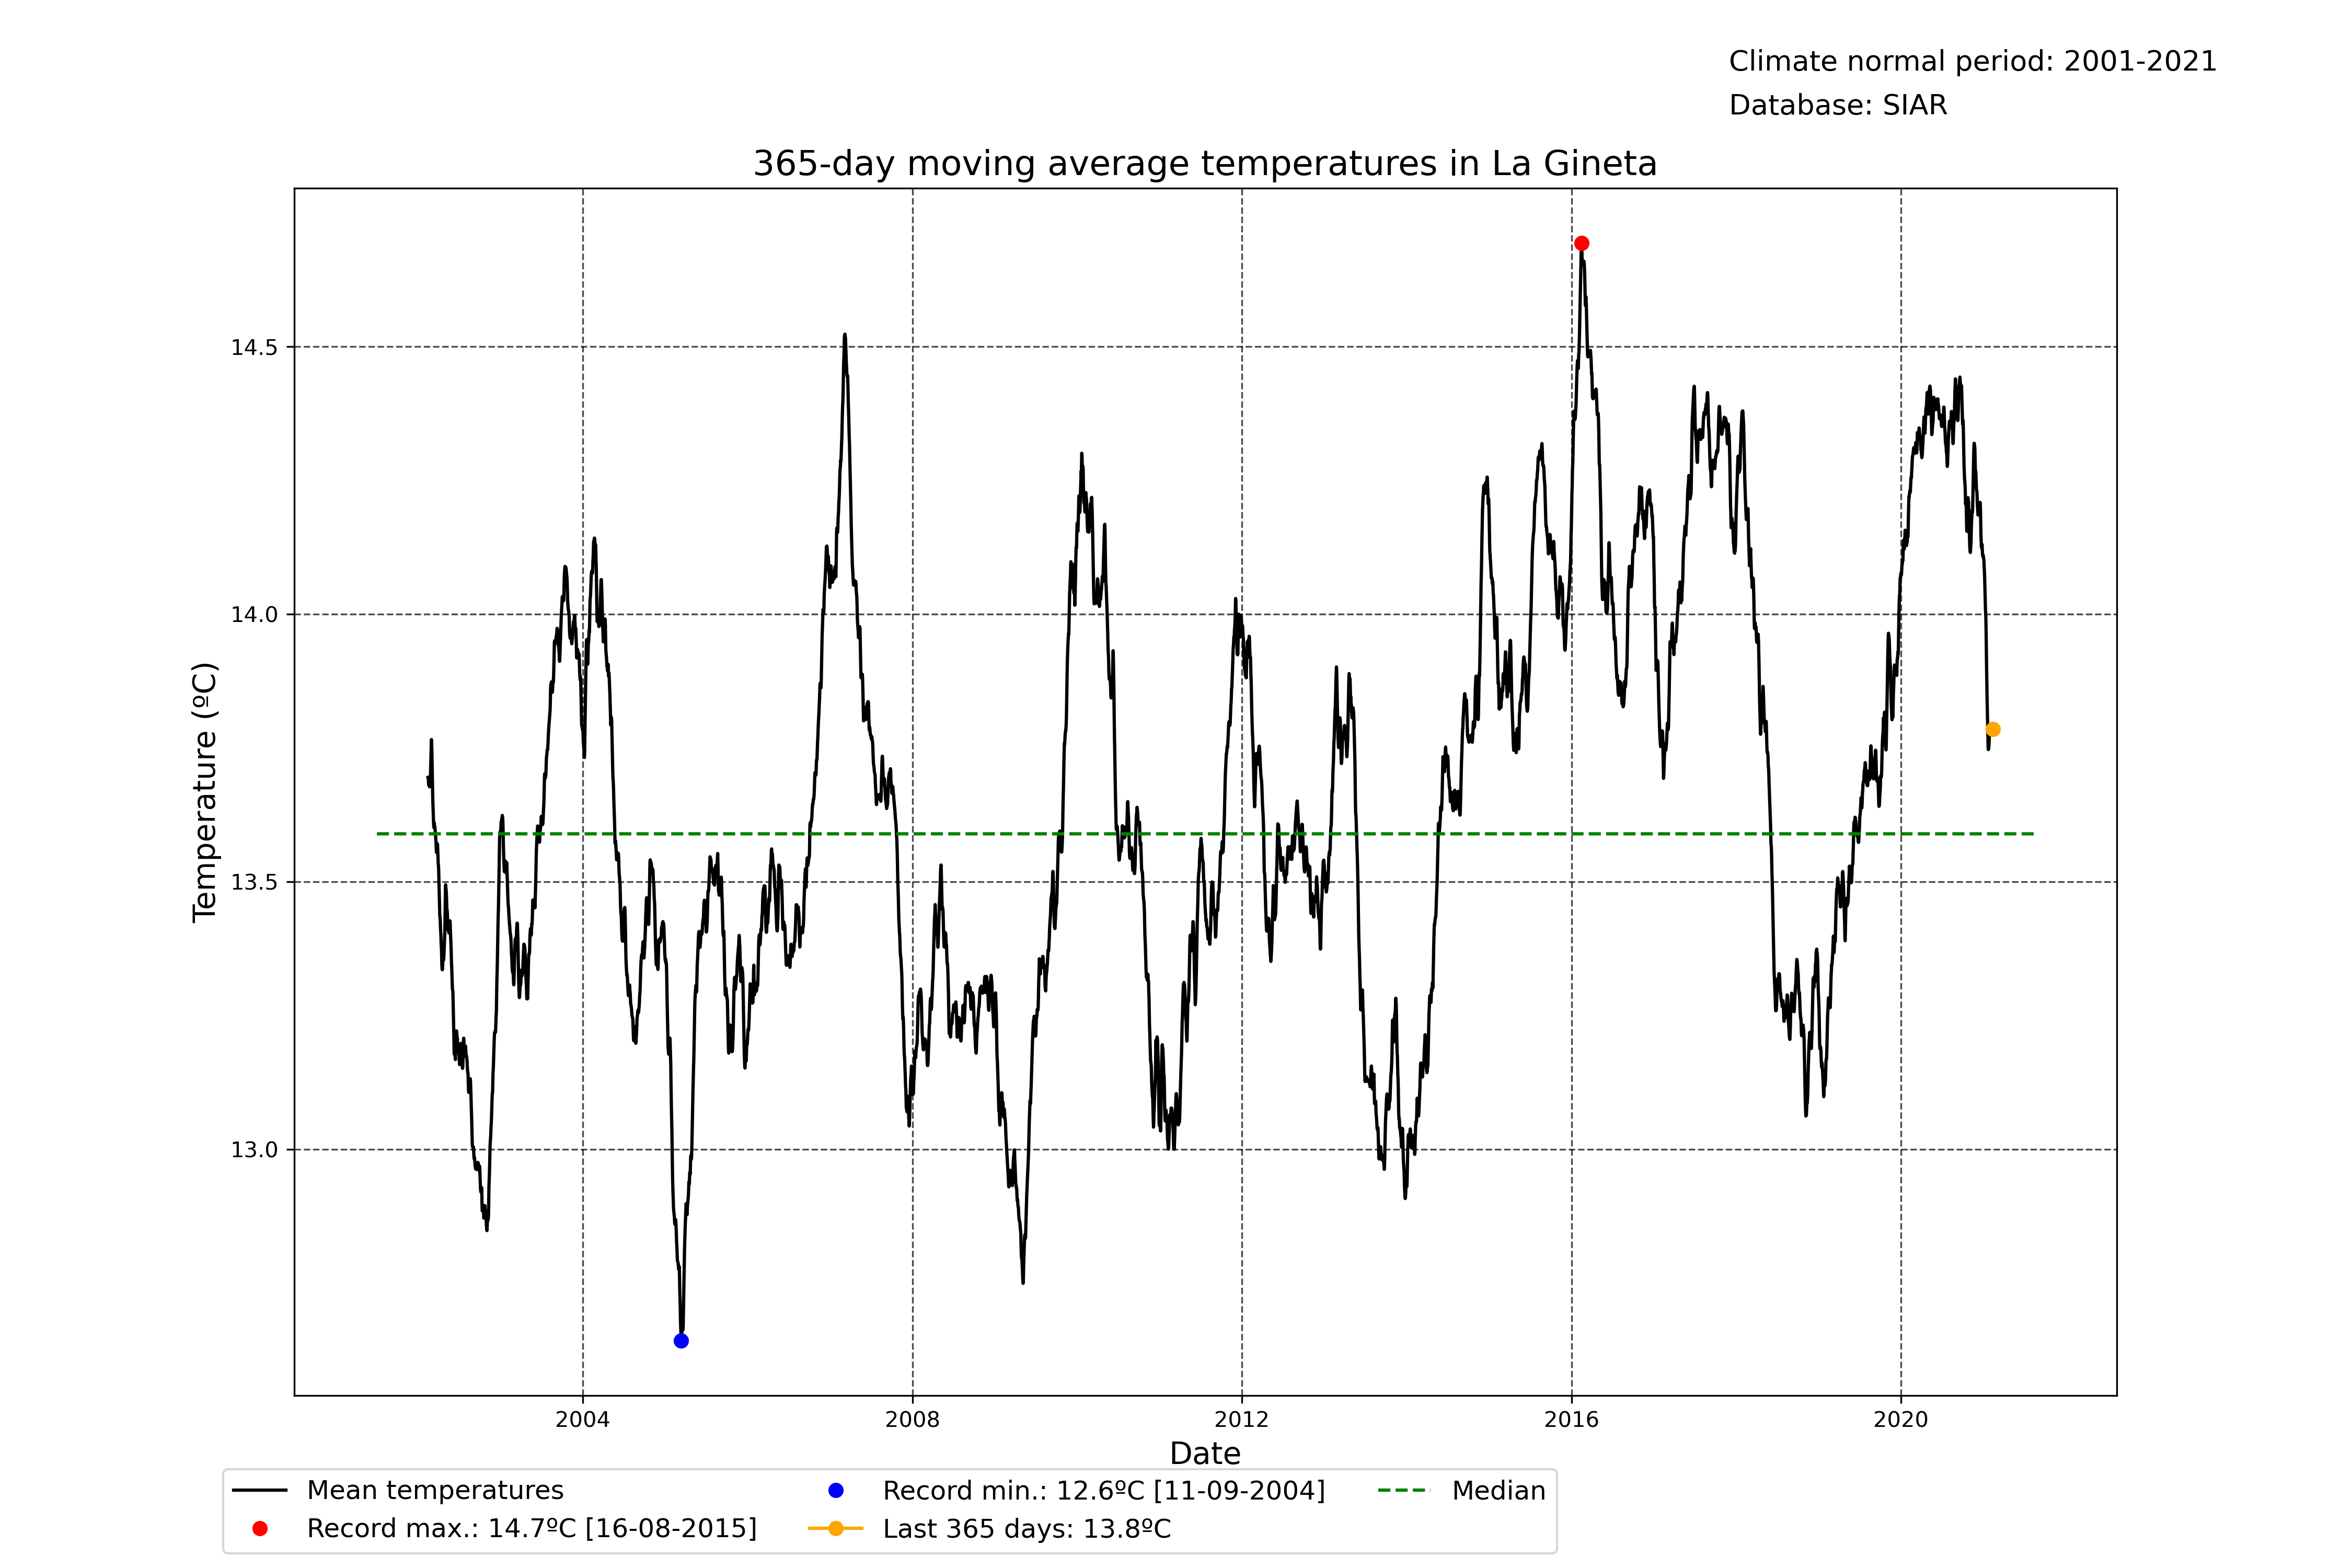 Climate normal period: 2001-2021
Database: SIAR
365-day moving average temperatures in La Gineta
Temperature (ºC)
14.5
14.0
13.5
13.0
2004
2008
2012
2016
2020
Date
Mean temperatures
Record max.: 14.7ºC [16-08-2015]
Record min.: 12.6ºC [11-09-2004]
Last 365 days: 13.8ºC
Median